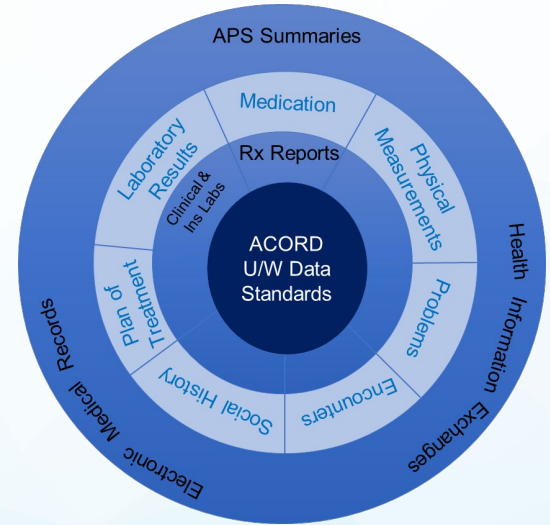 APS Summaries
Medication
Rx Reports
Laboratory
Results
Clinical &
Ins Labs
Physical
Measurements
ACORD
U/W Data
Standards
Plan of
Treatment
Problems
Social History
Encounters
Electronic Medical Records
Health Information Exchanges